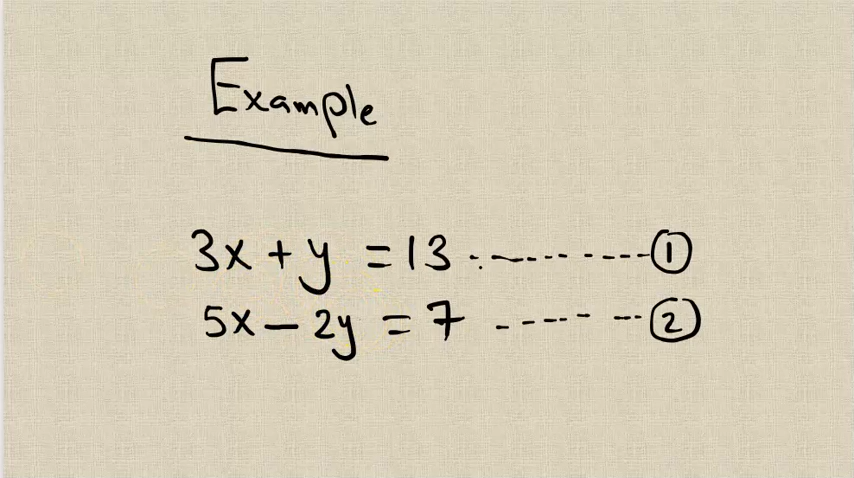 Example
3x + y = 13 ------------ ①
5x - 2y = 7 ------- ②